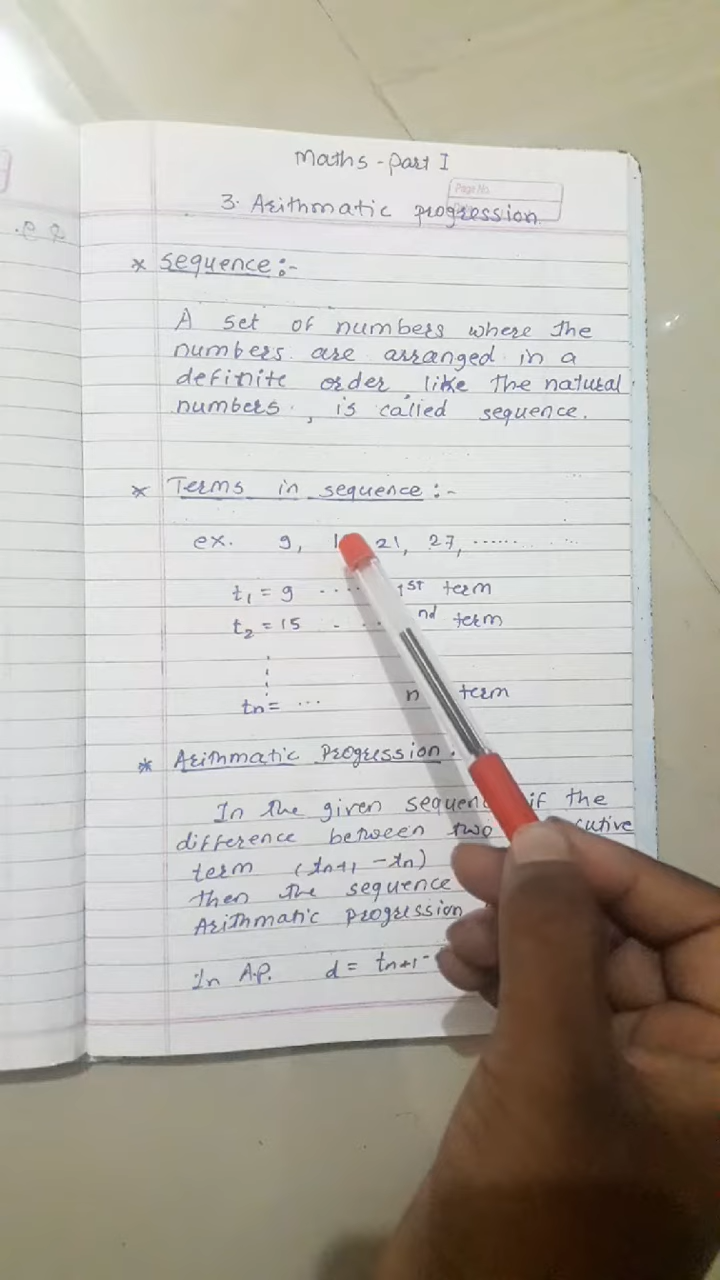 Maths - Part I
Page No.
3. Arithmatic progression
* Sequence :-
A set of numbers where the
numbers are arranged in a
definite order like the natural
numbers, is called sequence.
* Terms in sequence :-
ex. 9, 21, 27, ......
t₁ = 9 .... 1st term
t₂ = 15 .... nd term
tn = ... n term
* Arithmatic Progression.
In the given if the
difference between two
term (tn+1 - tn)
then the sequence
Arithmatic progression
In A.P. d = tn+1 -